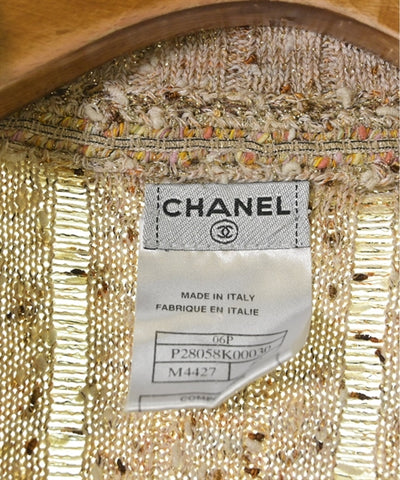 CHANEL
MADE IN ITALY
FABRIQUE EN ITALIE
06P
P28058K00030
M4427